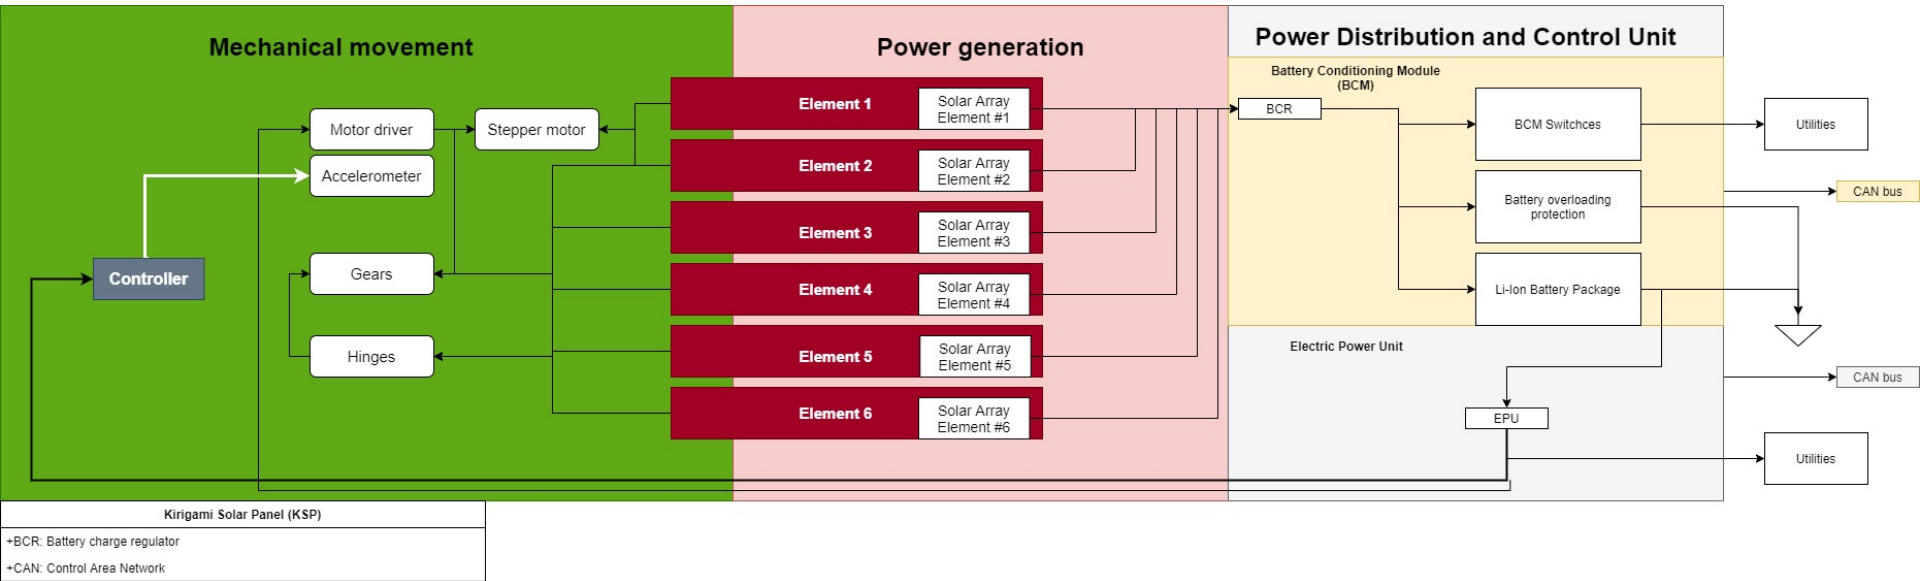 Mechanical movement
Power generation
Power Distribution and Control Unit
Battery Conditioning Module
(BCM)
Motor driver
Stepper motor
Accelerometer
Controller
Gears
Hinges
Element 1
Solar Array
Element #1
Element 2
Solar Array
Element #2
Element 3
Solar Array
Element #3
Element 4
Solar Array
Element #4
Element 5
Solar Array
Element #5
Element 6
Solar Array
Element #6
BCR
BCM Switchces
Utilities
CAN bus
Battery overloading
protection
Li-Ion Battery Package
Electric Power Unit
CAN bus
EPU
Utilities
Kirigami Solar Panel (KSP)
+BCR: Battery charge regulator
+CAN: Control Area Network